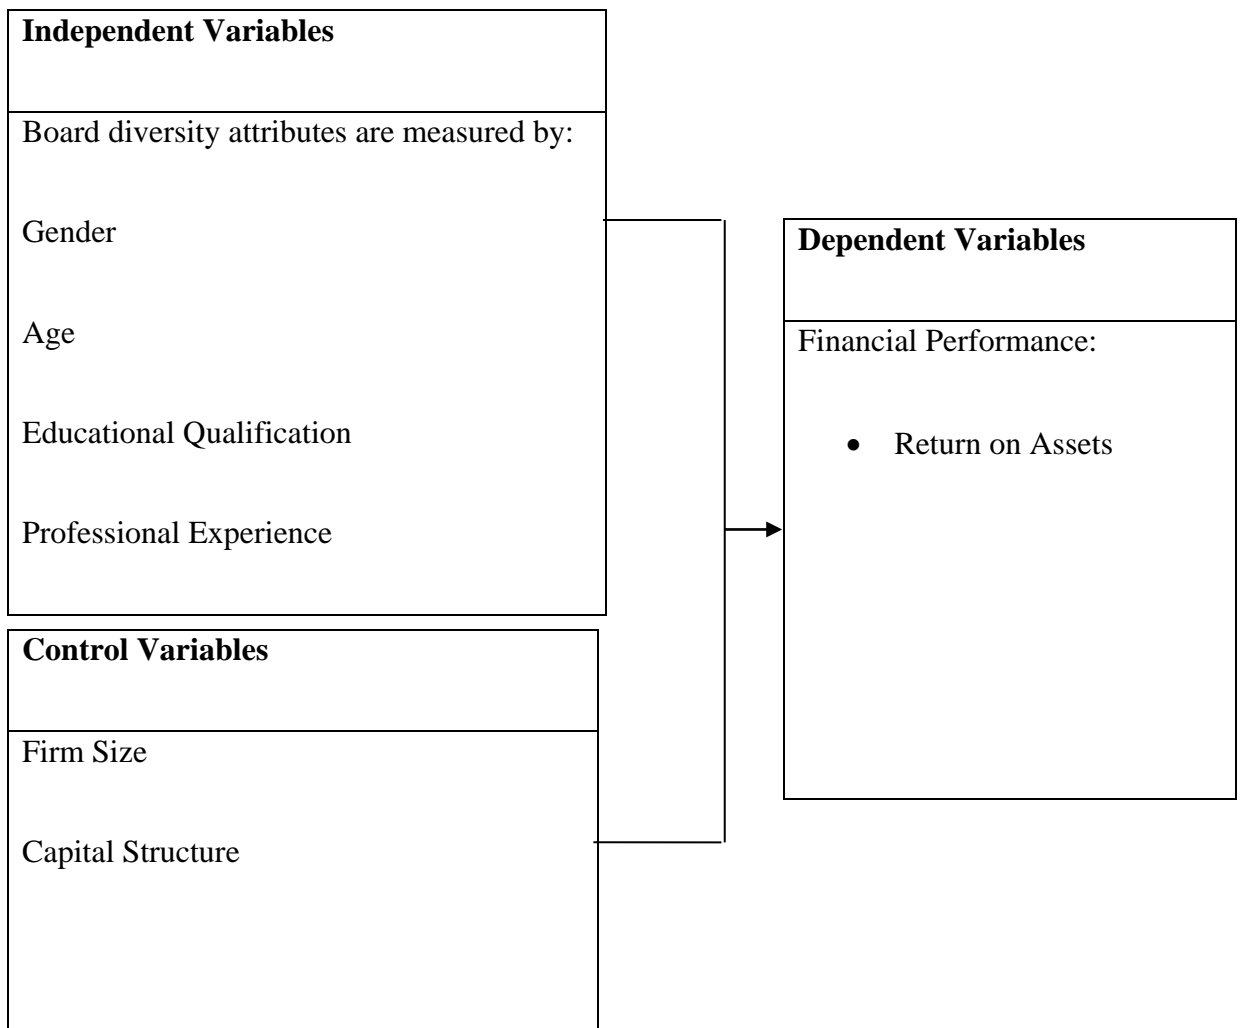 Independent Variables
Board diversity attributes are measured by:
Gender
Age
Educational Qualification
Professional Experience
Control Variables
Firm Size
Capital Structure
Dependent Variables
Financial Performance:
• Return on Assets